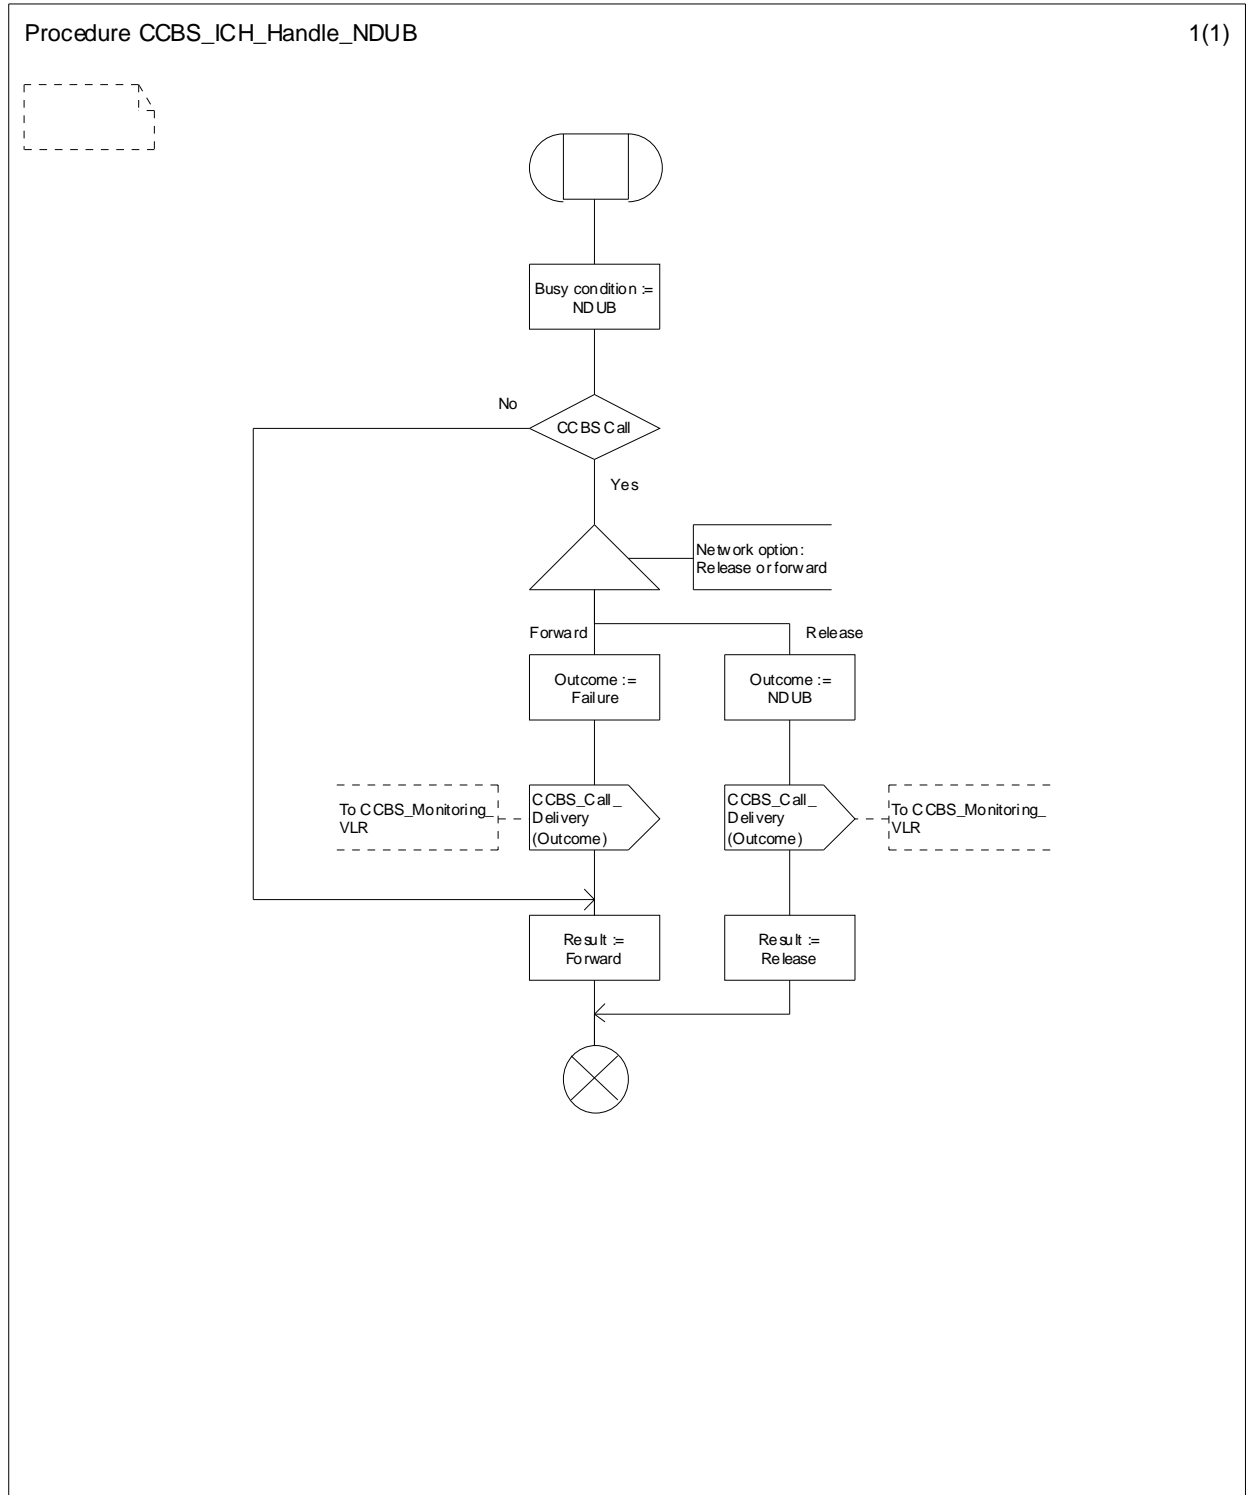 Procedure CCBS_ICH_Handle_NDUB
1(1)
Busy condition :=
NDUB
No
CCBS Call
Yes
Network option:
Release or forward
Forward
Release
Outcome :=
Failure
Outcome :=
NDUB
To CCBS_Monitoring_
VLR
CCBS_Call_
Delivery
(Outcome)
CCBS_Call_
Delivery
(Outcome)
To CCBS_Monitoring_
VLR
Result :=
Forward
Result :=
Release